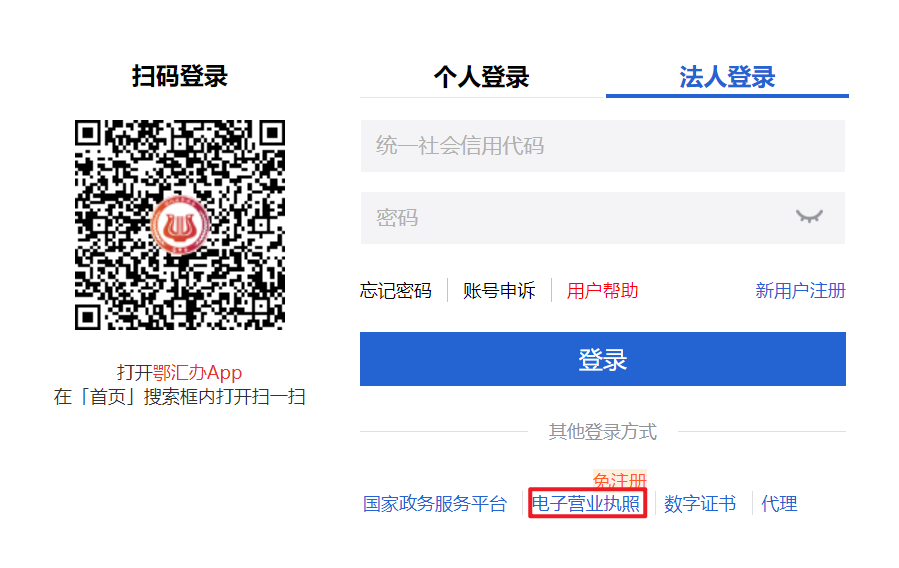 扫码登录
打开鄂汇办App
在「首页」搜索框内打开扫一扫
个人登录 法人登录
统一社会信用代码
密码
忘记密码 账号申诉 用户帮助 新用户注册
登录
其他登录方式
免注册
国家政务服务平台 电子营业执照 数字证书 代理